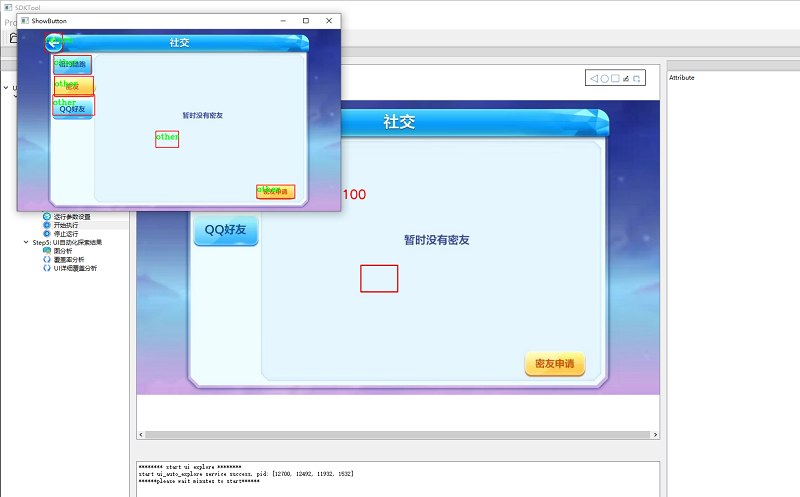 SDKTool
ShowButton
社交
other
other
密友
other
QQ好友
暂时没有密友
other
other
密友申请
Attribute
社交
100
QQ好友
暂时没有密友
密友申请
运行参数设置
开始执行
停止运行
Step5: UI自动化探索结果
图分析
覆盖率分析
UI详细覆盖分析
******** start ui explore ********
start ui_auto_explore service success, pid: [12700, 12492, 11932, 1532]
******please wait minutes to start******